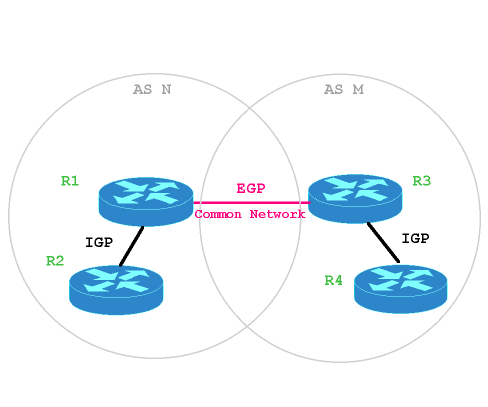 AS N
AS M
R1
EGP
R3
Common Network
IGP
IGP
R2
R4